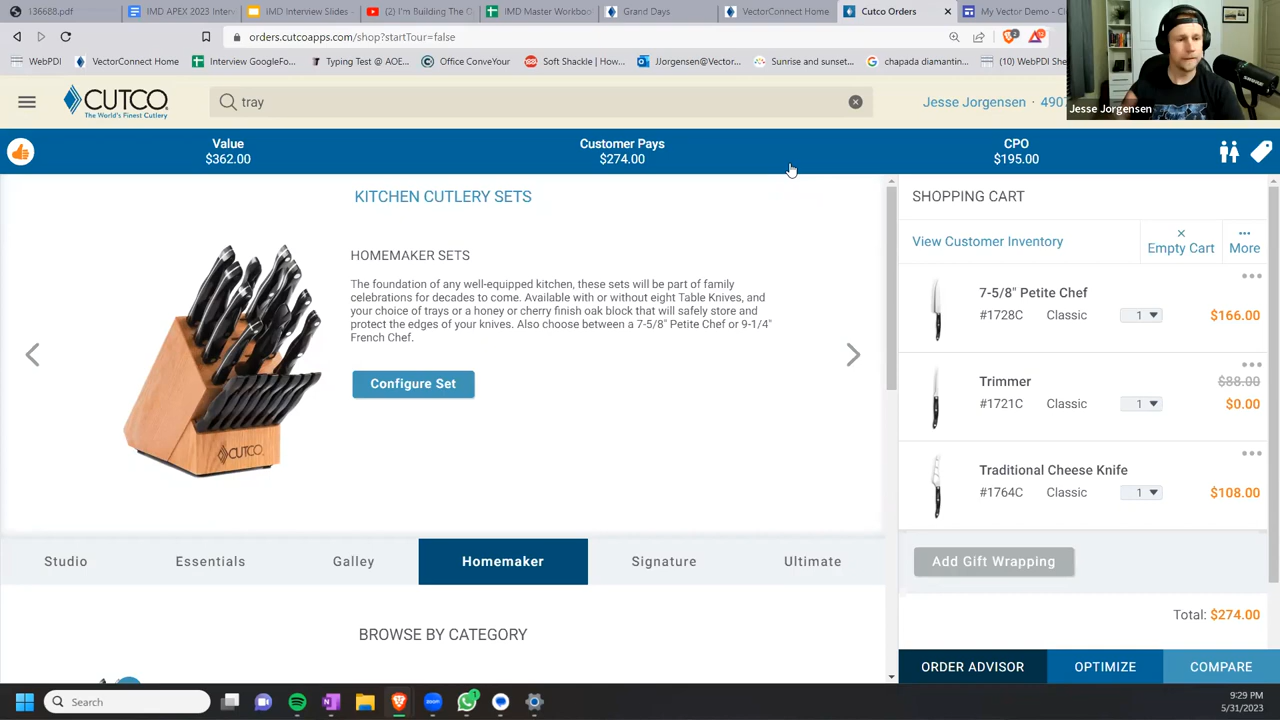 136688.pdf
IMD APEX 2023 Interv
IMD Interview Slides -
(2) I'm Building The O
IMD Master Workboo
Grand Days
VectorConnect Home
Cutco Orders
My Vector Demo - Cl
orders.cutcoapps.com/shop?startTour=false
WebPDI
VectorConnect Home
Interview GoogleFo...
Typing Test @ AOE...
Office ComeYour
Soft Shackle | How...
JJorgensen@Vector...
Sunrise and sunset...
chapada diamantin...
(10) WebPDI She
CUTCO
The World's Finest Cutlery
tray
Jesse Jorgensen · 490
Jesse Jorgensen
Value
$362.00
Customer Pays
$274.00
CPO
$195.00
KITCHEN CUTLERY SETS
HOMEMAKER SETS
The foundation of any well-equipped kitchen, these sets will be part of family
celebrations for decades to come. Available with or without eight Table Knives, and
your choice of trays or a honey or cherry finish oak block that will safely store and
protect the edges of your knives. Also choose between a 7-5/8" Petite Chef or 9-1/4"
French Chef.
Configure Set
CUTCO
Studio
Essentials
Galley
Homemaker
Signature
Ultimate
BROWSE BY CATEGORY
SHOPPING CART
View Customer Inventory
Empty Cart
More
7-5/8" Petite Chef
#1728C Classic 1 $166.00
Trimmer
$88.00
#1721C Classic 1 $0.00
Traditional Cheese Knife
#1764C Classic 1 $108.00
Add Gift Wrapping
Total: $274.00
ORDER ADVISOR
OPTIMIZE
COMPARE
Search
9:29 PM
5/31/2023